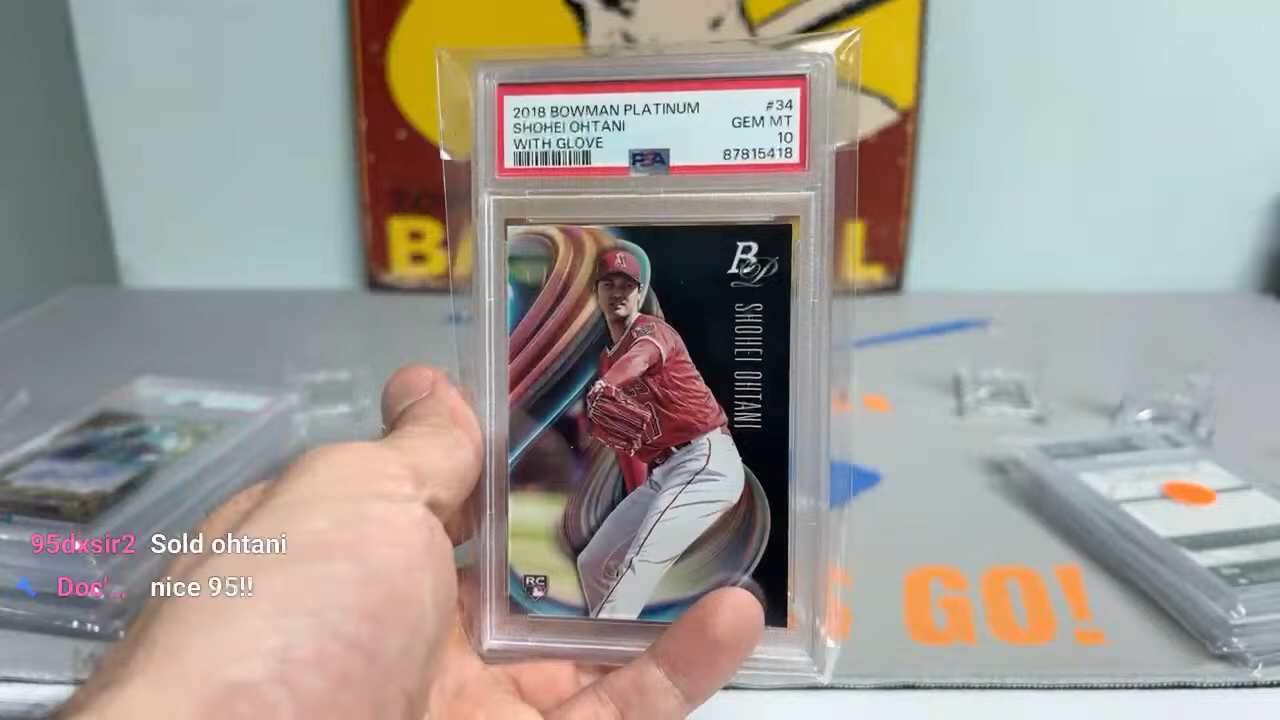 2018 BOWMAN PLATINUM #34
SHOHEI OHTANI GEM MT
WITH GLOVE 10
PSA 87815418
BP
SHOHEI OHTANI
A
RC
GO!
95dxsir2 Sold ohtani
Doc'... nice 95!!